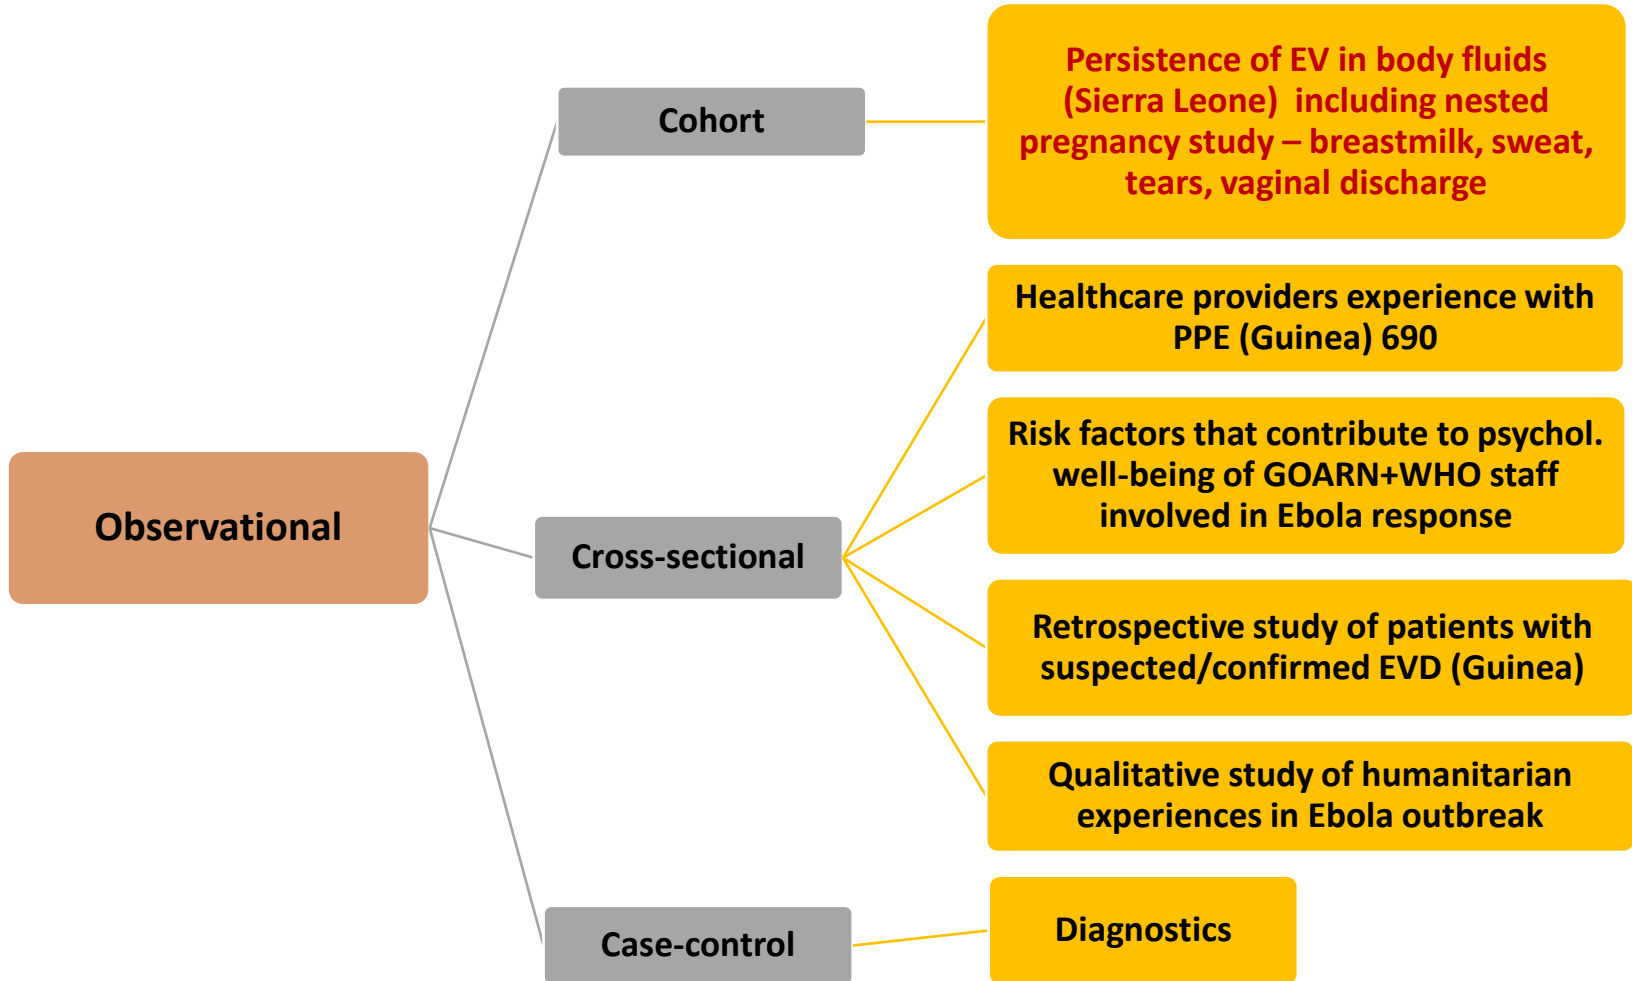 Observational
Cohort
Persistence of EV in body fluids
(Sierra Leone) including nested
pregnancy study – breastmilk, sweat,
tears, vaginal discharge
Cross-sectional
Healthcare providers experience with
PPE (Guinea) 690
Risk factors that contribute to psychol.
well-being of GOARN+WHO staff
involved in Ebola response
Retrospective study of patients with
suspected/confirmed EVD (Guinea)
Qualitative study of humanitarian
experiences in Ebola outbreak
Case-control
Diagnostics